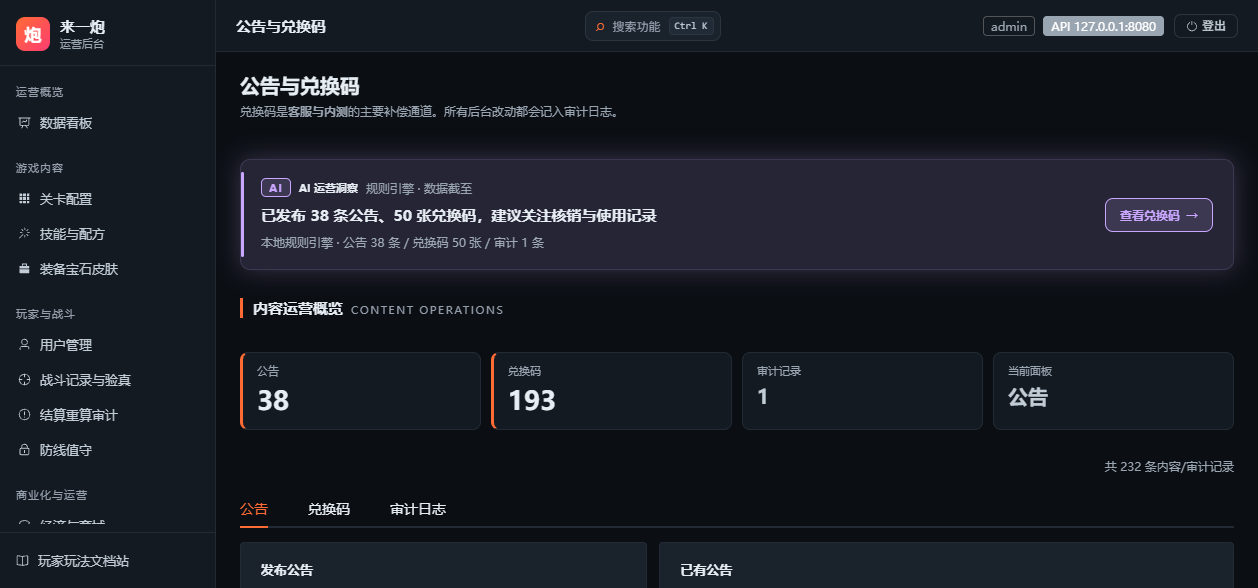 炮
来一炮
运营后台
公告与兑换码
搜索功能
Ctrl K
admin
API 127.0.0.1:8080
登出
运营概览
数据看板
游戏内容
关卡配置
技能与配方
装备宝石皮肤
玩家与战斗
用户管理
战斗记录与验真
结算重算审计
防线值守
商业化与运营
玩家玩法文档站
公告与兑换码
兑换码是客服与内测的主要补偿通道。所有后台改动都会记入审计日志。
AI AI 运营洞察 规则引擎 · 数据截至
已发布 38 条公告、50 张兑换码，建议关注核销与使用记录
本地规则引擎 · 公告 38 条 / 兑换码 50 张 / 审计 1 条
查看兑换码 →
内容运营概览 CONTENT OPERATIONS
公告
38
兑换码
193
审计记录
1
当前面板
公告
共 232 条内容/审计记录
公告
兑换码
审计日志
发布公告
已有公告